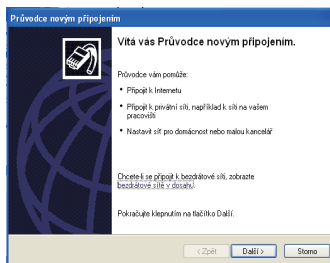 Průvodce novým připojením
Vítá vás Průvodce novým připojením.
Průvodce vám pomůže:
• Připojit k Internetu
• Připojit k privátní síti, například k síti na vašem
pracovišti
• Nastavit síť pro domácnost nebo malou kancelář
Chcete-li se připojit k bezdrátové síti, zobrazte
bezdrátové sítě v dosahu.
Pokračujte klepnutím na tlačítko Další.
< Zpět
Další >
Storno